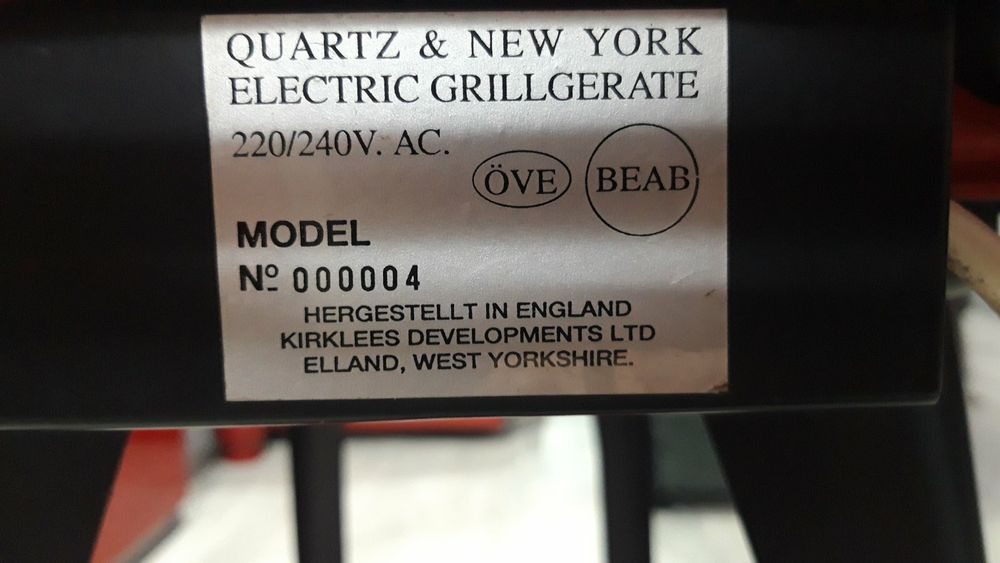 QUARTZ & NEW YORK
ELECTRIC GRILLGERATE
220/240V. AC.
ÖVE BEAB
MODEL
Nº 000004
HERGESTELLT IN ENGLAND
KIRKLEES DEVELOPMENTS LTD
ELLAND, WEST YORKSHIRE.